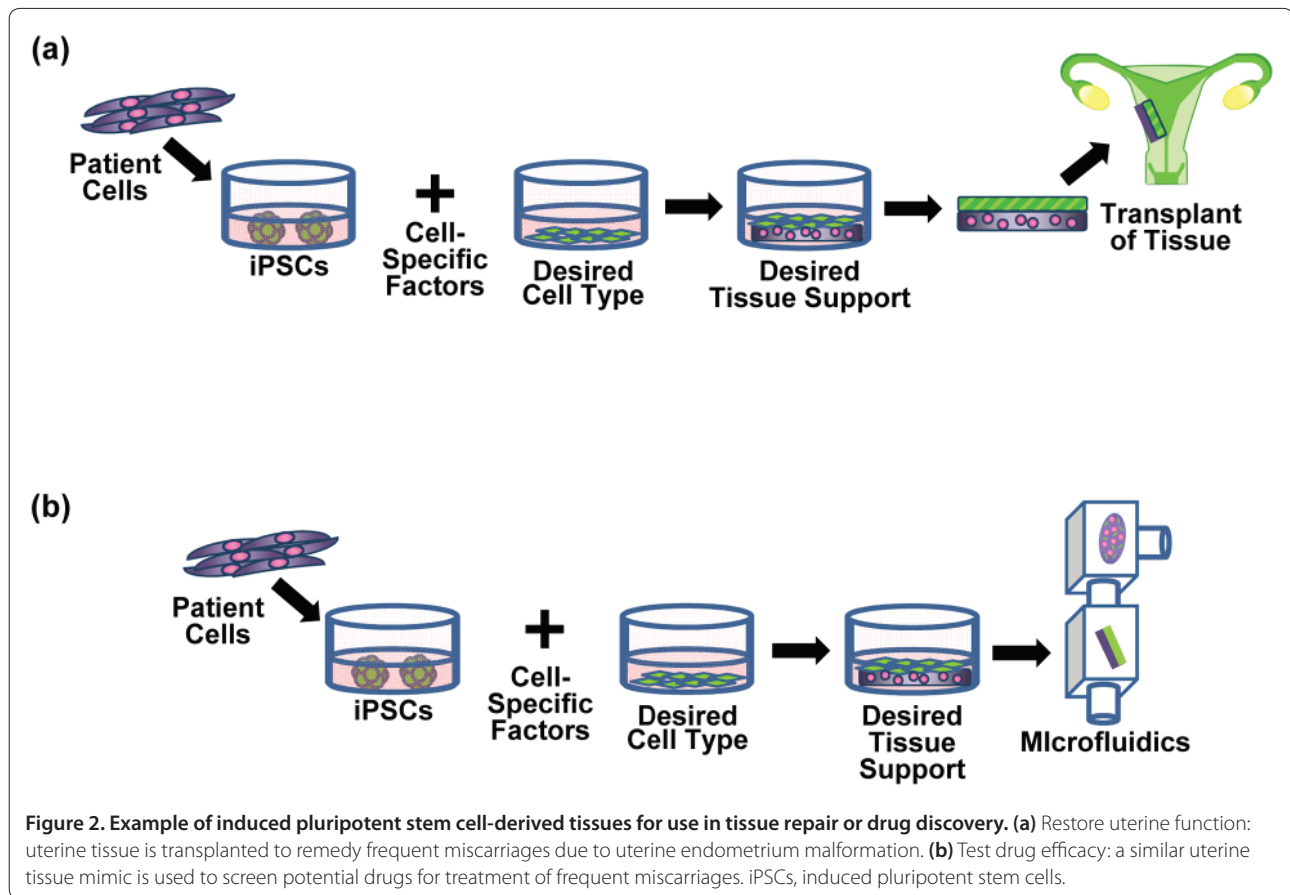 (a)
Patient
Cells
iPSCs
+
Cell-
Specific
Factors
Desired
Cell Type
Desired
Tissue Support
Transplant
of Tissue
(b)
Patient
Cells
iPSCs
+
Cell-
Specific
Factors
Desired
Cell Type
Desired
Tissue
Support
MIcrofluidics
Figure 2. Example of induced pluripotent stem cell-derived tissues for use in tissue repair or drug discovery. (a) Restore uterine function:
uterine tissue is transplanted to remedy frequent miscarriages due to uterine endometrium malformation. (b) Test drug efficacy: a similar uterine
tissue mimic is used to screen potential drugs for treatment of frequent miscarriages. iPSCs, induced pluripotent stem cells.